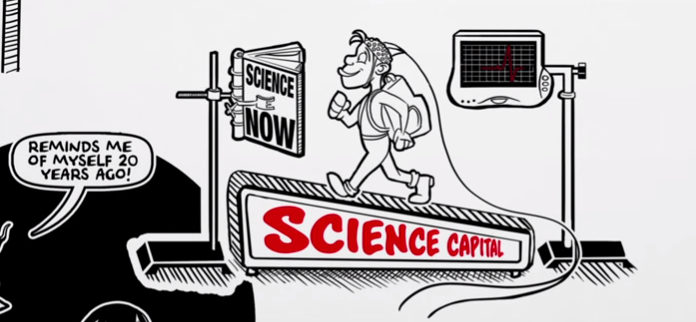 SCIENCE
NOW
REMINDS ME
OF MYSELF 20
YEARS AGO!
SCIENCE CAPITAL